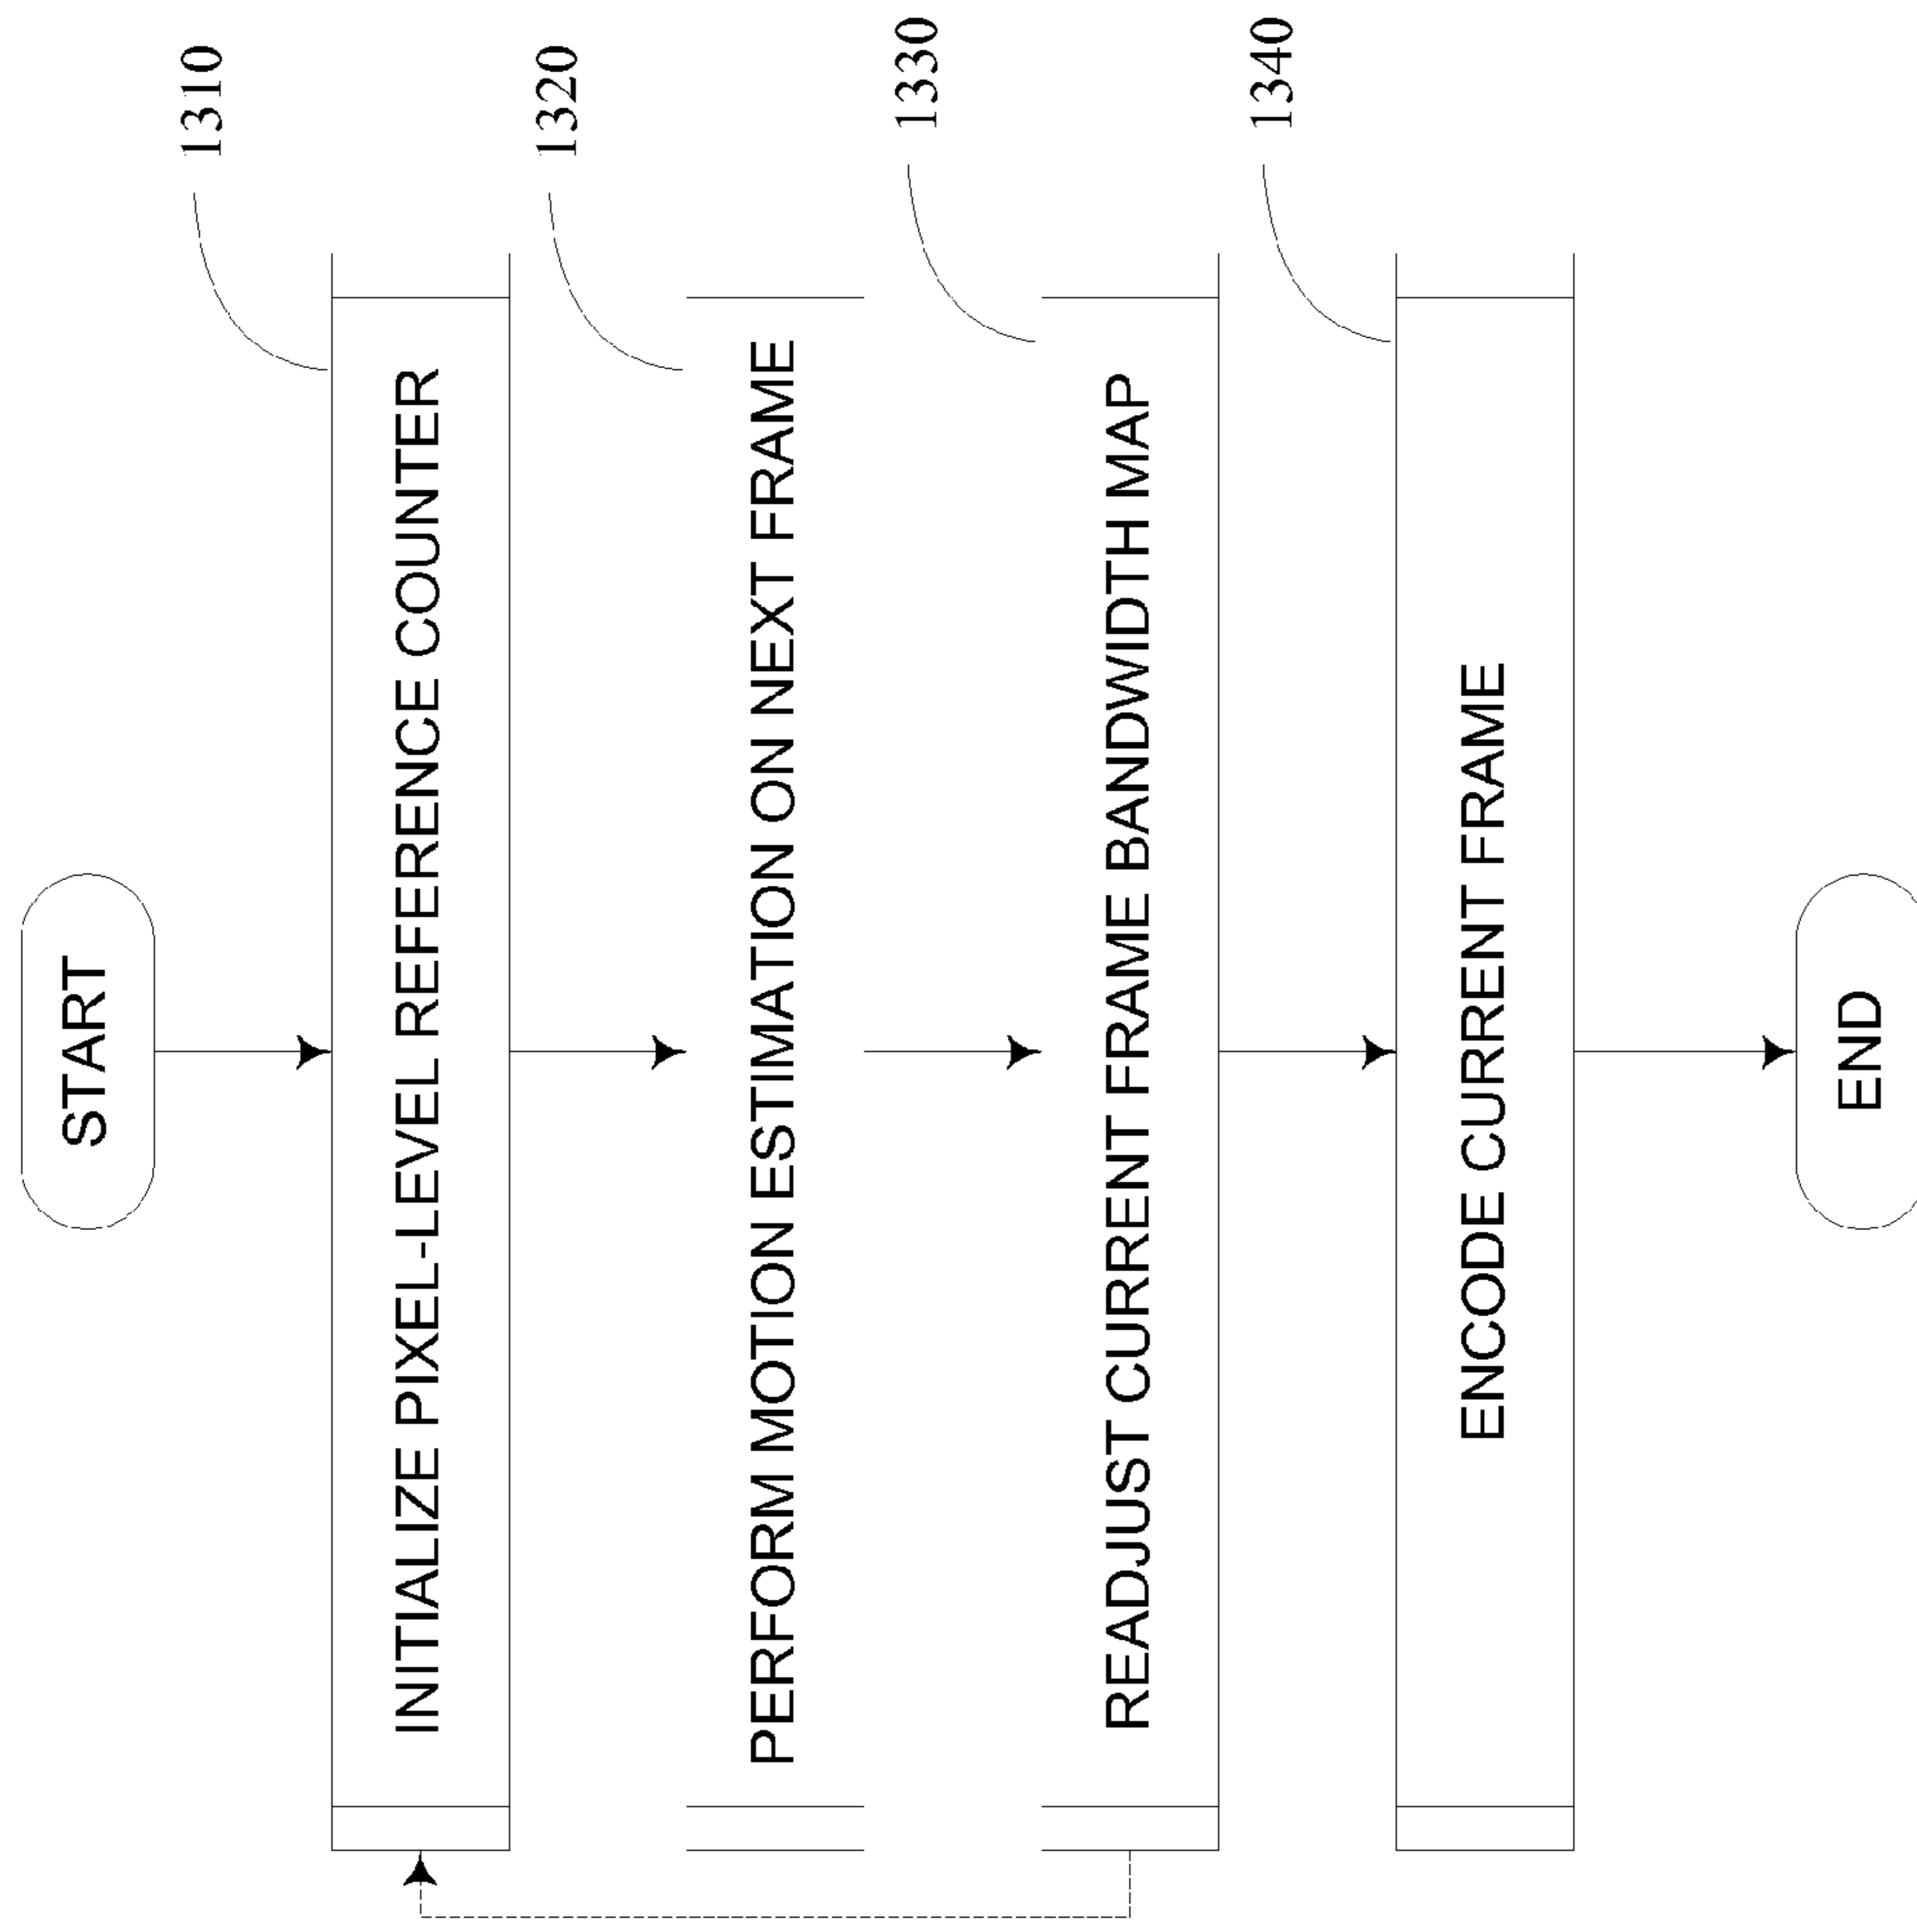 START
1310
INITIALIZE PIXEL-LEVEL REFERENCE COUNTER
1320
PERFORM MOTION ESTIMATION ON NEXT FRAME
1330
READJUST CURRENT FRAME BANDWIDTH MAP
1340
ENCODE CURRENT FRAME
END